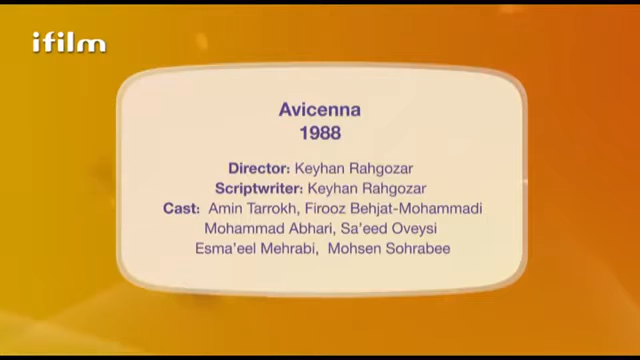 ifilm
Avicenna
1988
Director: Keyhan Rahgozar
Scriptwriter: Keyhan Rahgozar
Cast: Amin Tarrokh, Firooz Behjat-Mohammadi
Mohammad Abhari, Sa'eed Oveysi
Esma'eel Mehrabi, Mohsen Sohrabee